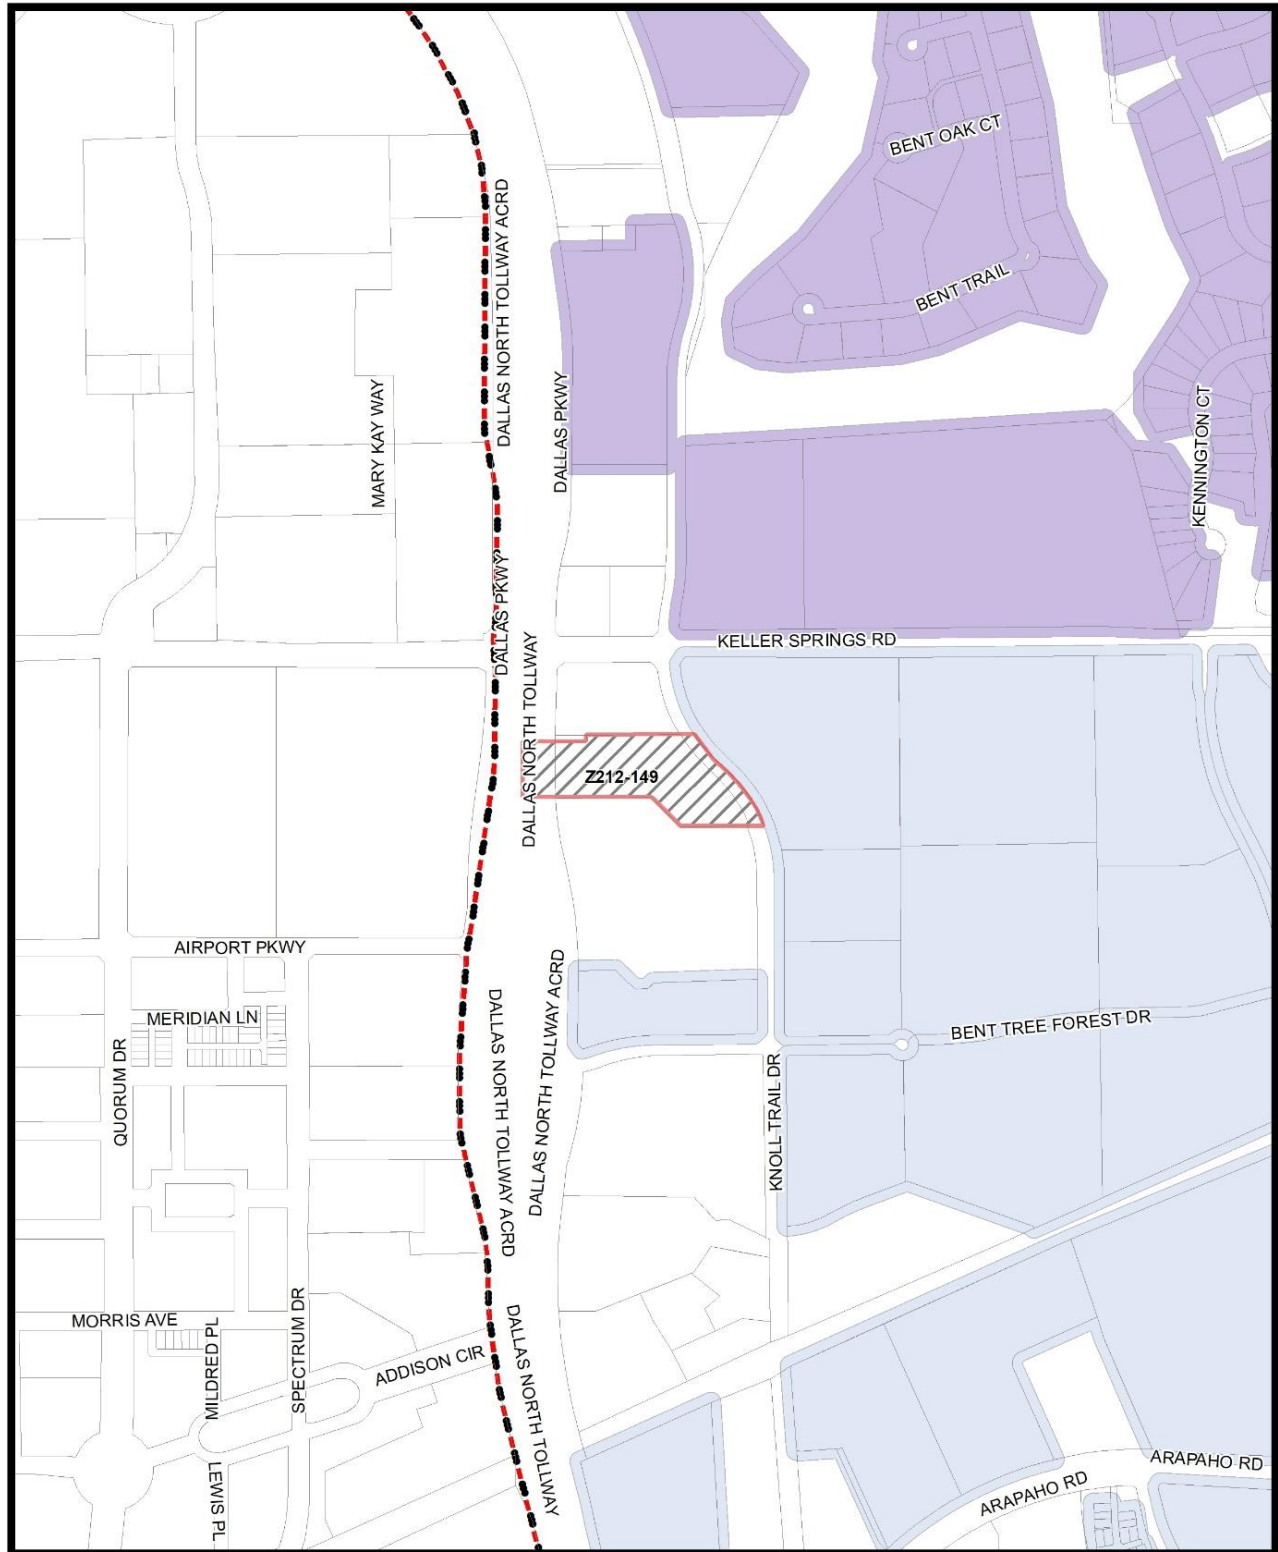 BENT OAK CT
BENT TRAIL
DALLAS NORTH TOLLWAY ACRD
DALLAS PKWY
MARY KAY WAY
KENNINGTON CT
DALLAS PKWY
KELLER SPRINGS RD
DALLAS NORTH TOLLWAY
Z212-149
AIRPORT PKWY
MERIDIAN LN
QUORUM DR
DALLAS NORTH TOLLWAY ACRD
DALLAS NORTH TOLLWAY ACRD
BENT TREE FOREST DR
KNOLL TRAIL DR
MORRIS AVE
MILDRED PL
SPECTRUM DR
ADDISON CIR
DALLAS NORTH TOLLWAY
LEWIS PL
ARAPAHO RD
ARAPAHO RD